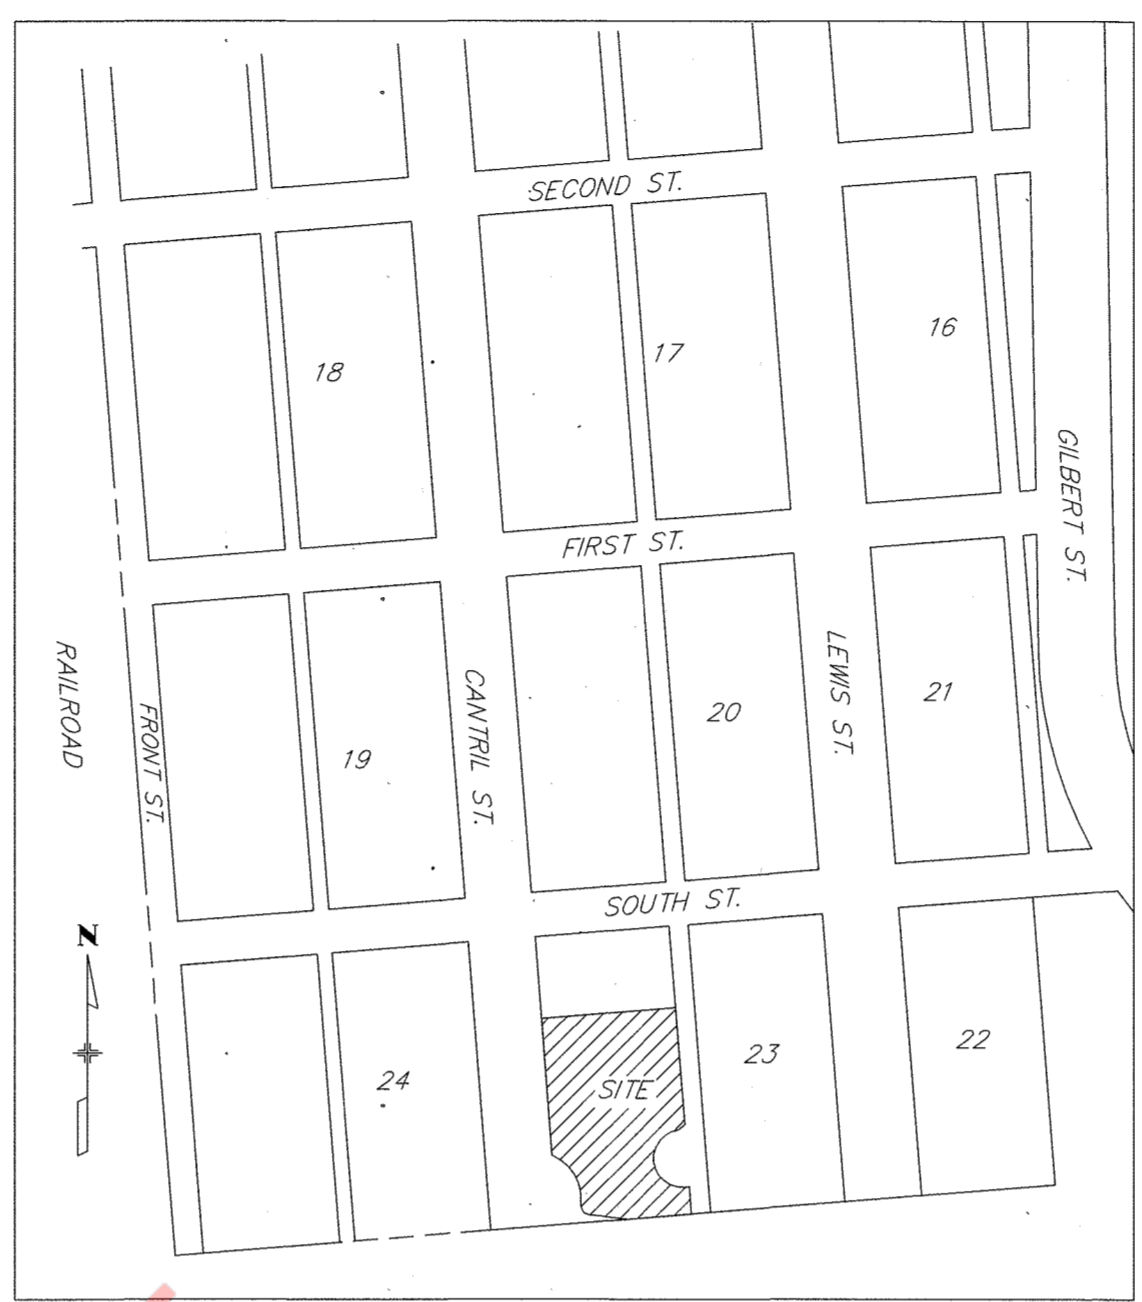 SECOND ST.
16
17
18
GILBERT ST.
FIRST ST.
RAILROAD
FRONT ST.
CANTRIL ST.
LEWIS ST.
19
20
21
SOUTH ST.
N
24
SITE
23
22